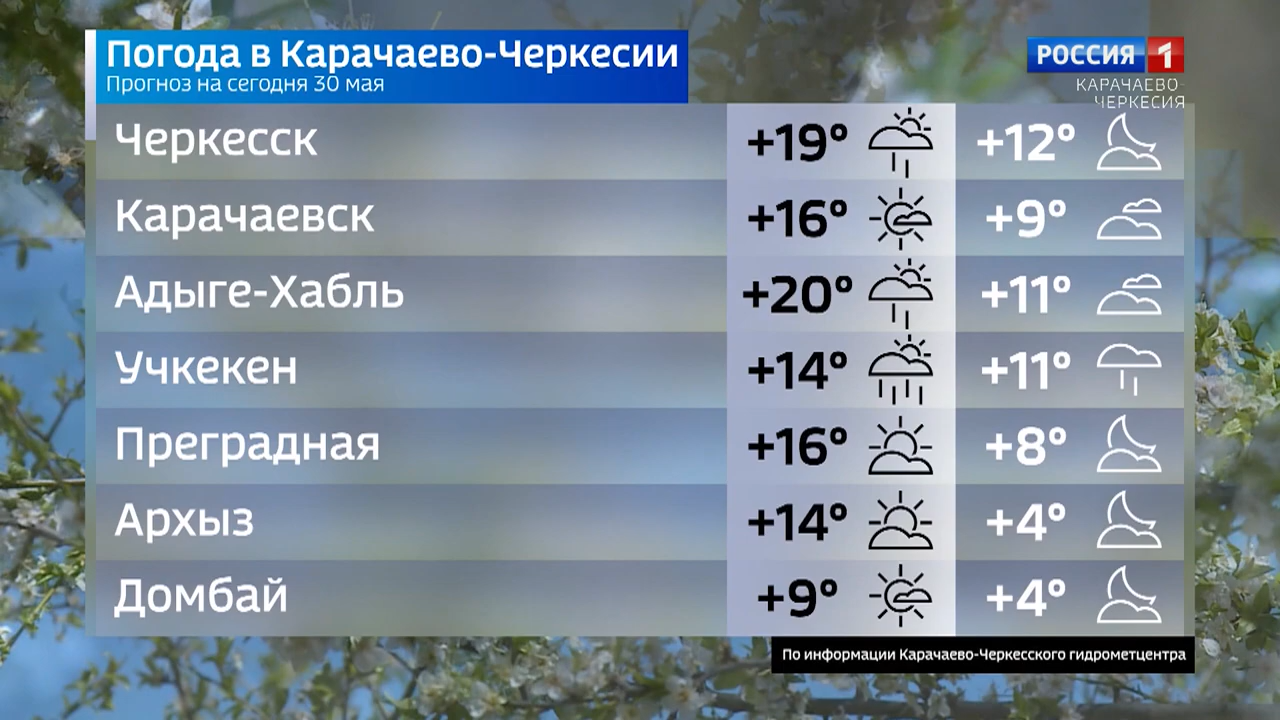 Погода в Карачаево-Черкесии
Прогноз на сегодня 30 мая
РОССИЯ 1
КАРАЧАЕВО-
ЧЕРКЕСИЯ
Черкесск +19° +12°
Карачаевск +16° +9°
Адыге-Хабль +20° +11°
Учкекен +14° +11°
Преградная +16° +8°
Архыз +14° +4°
Домбай +9° +4°
По информации Карачаево-Черкесского гидрометцентра